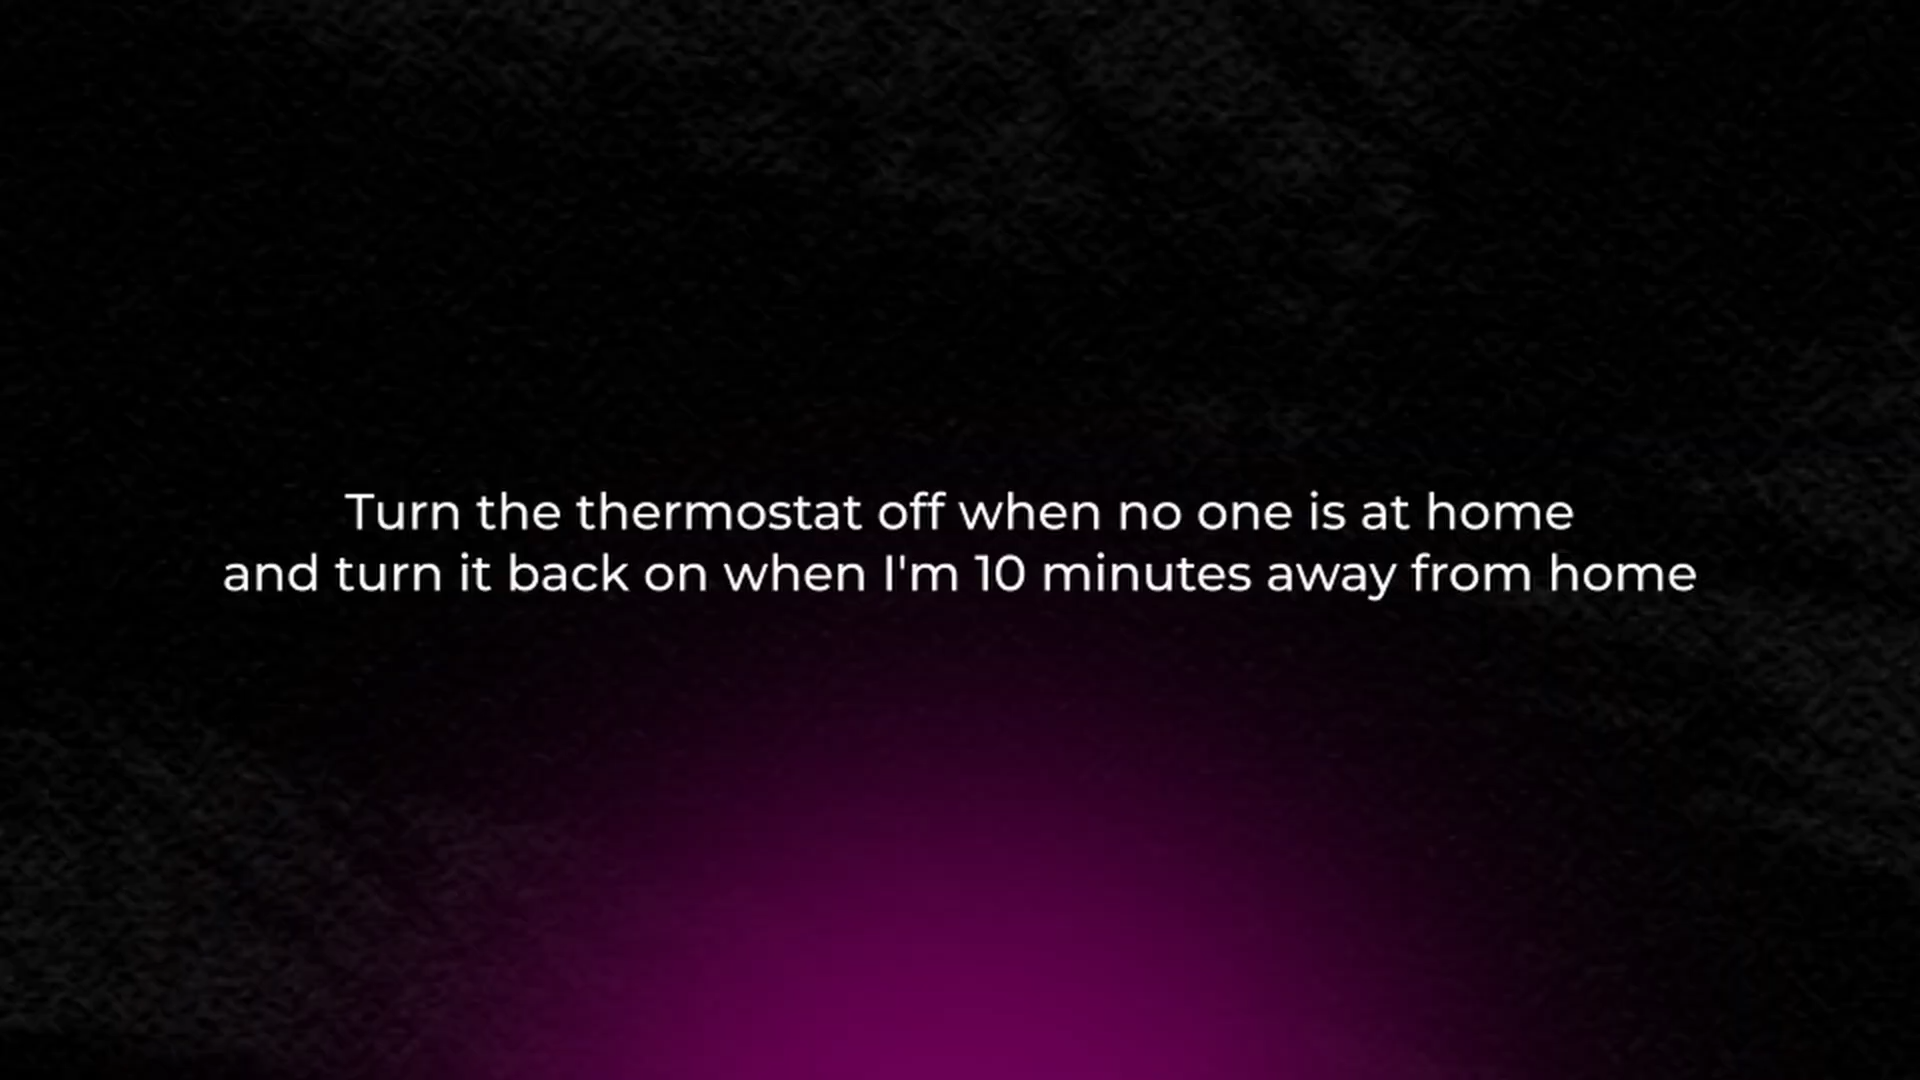 Turn the thermostat off when no one is at home
and turn it back on when I'm 10 minutes away from home